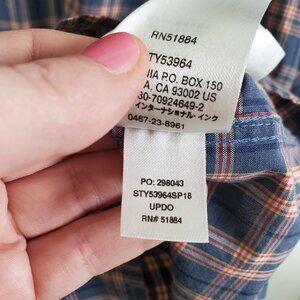 RN51884
STY53964
IIA P.O. BOX 150
A, CA 93002 US
30-70924649-2
インターナショナル・インク
0467-23-8961
PO: 298043
STY53964SP18
UPDO
RN# 51884